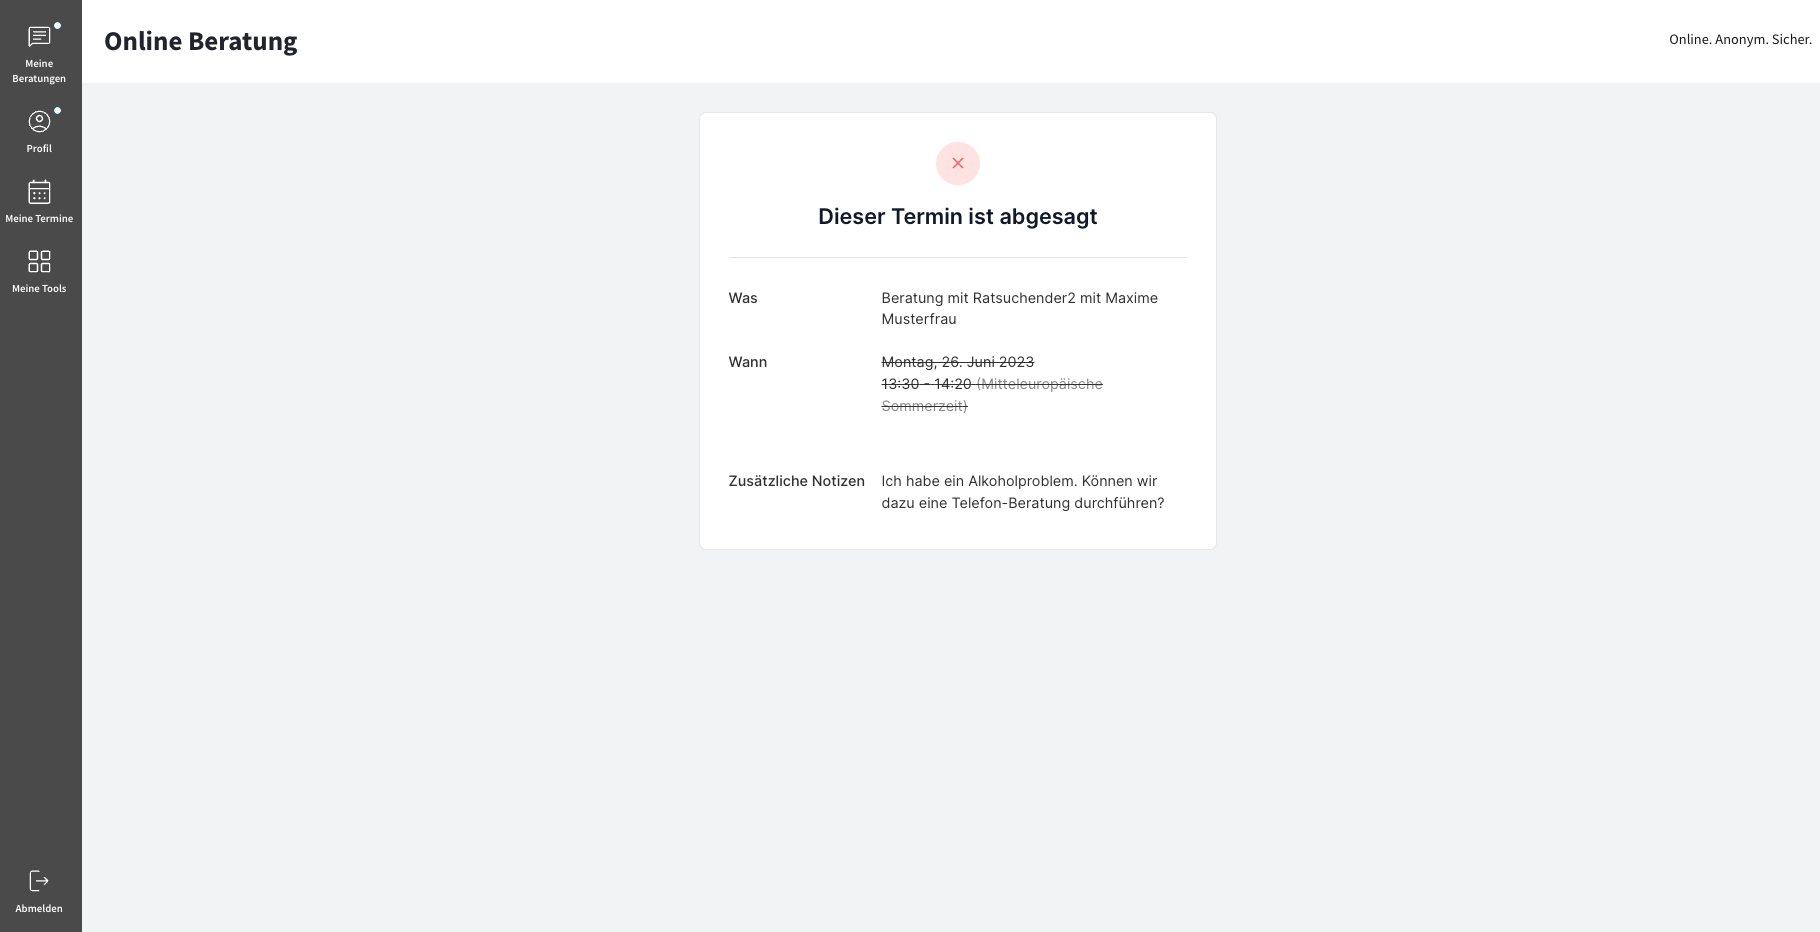 Meine
Beratungen
Profil
Meine Termine
Meine Tools
Abmelden
Online Beratung
Online. Anonym. Sicher.
Dieser Termin ist abgesagt
Was
Beratung mit Ratsuchender2 mit Maxime
Musterfrau
Wann
Montag, 26. Juni 2023
13:30 - 14:20 (Mitteleuropäische
Sommerzeit)
Zusätzliche Notizen
Ich habe ein Alkoholproblem. Können wir
dazu eine Telefon-Beratung durchführen?